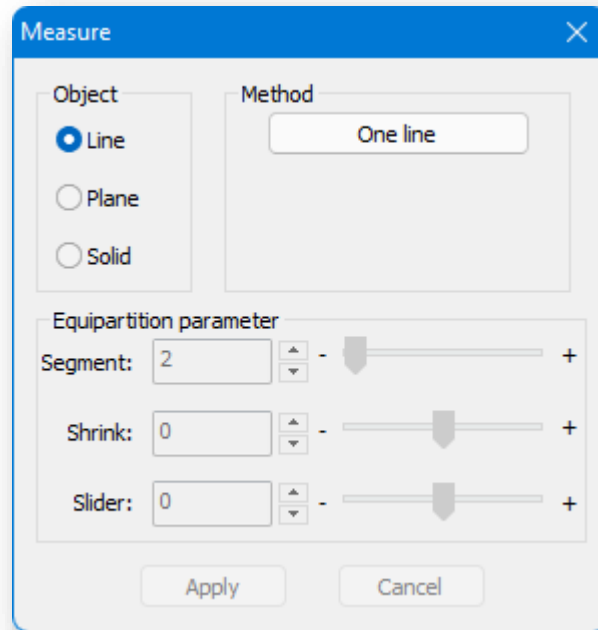 Measure
Object
Line
Plane
Solid
Method
One line
Equipartition parameter
Segment: 2 - +
Shrink: 0 - +
Slider: 0 - +
Apply Cancel